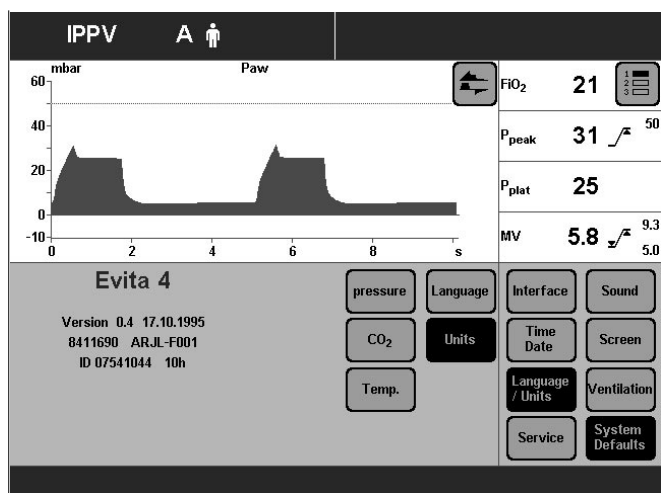 IPPV A
mbar Paw
60
40
20
0
-10
0 2 4 6 8 s
FiO2 21
1
2
3
Ppeak 31 50
Pplat 25
MV 5.8 9.3
5.0
Evita 4
Version 0.4 17.10.1995
8411690 ARJL-F001
ID 07541044 10h
pressure Language
CO2 Units
Temp.
Interface Sound
Time
Date
Screen
Language
/ Units
Ventilation
Service
System
Defaults